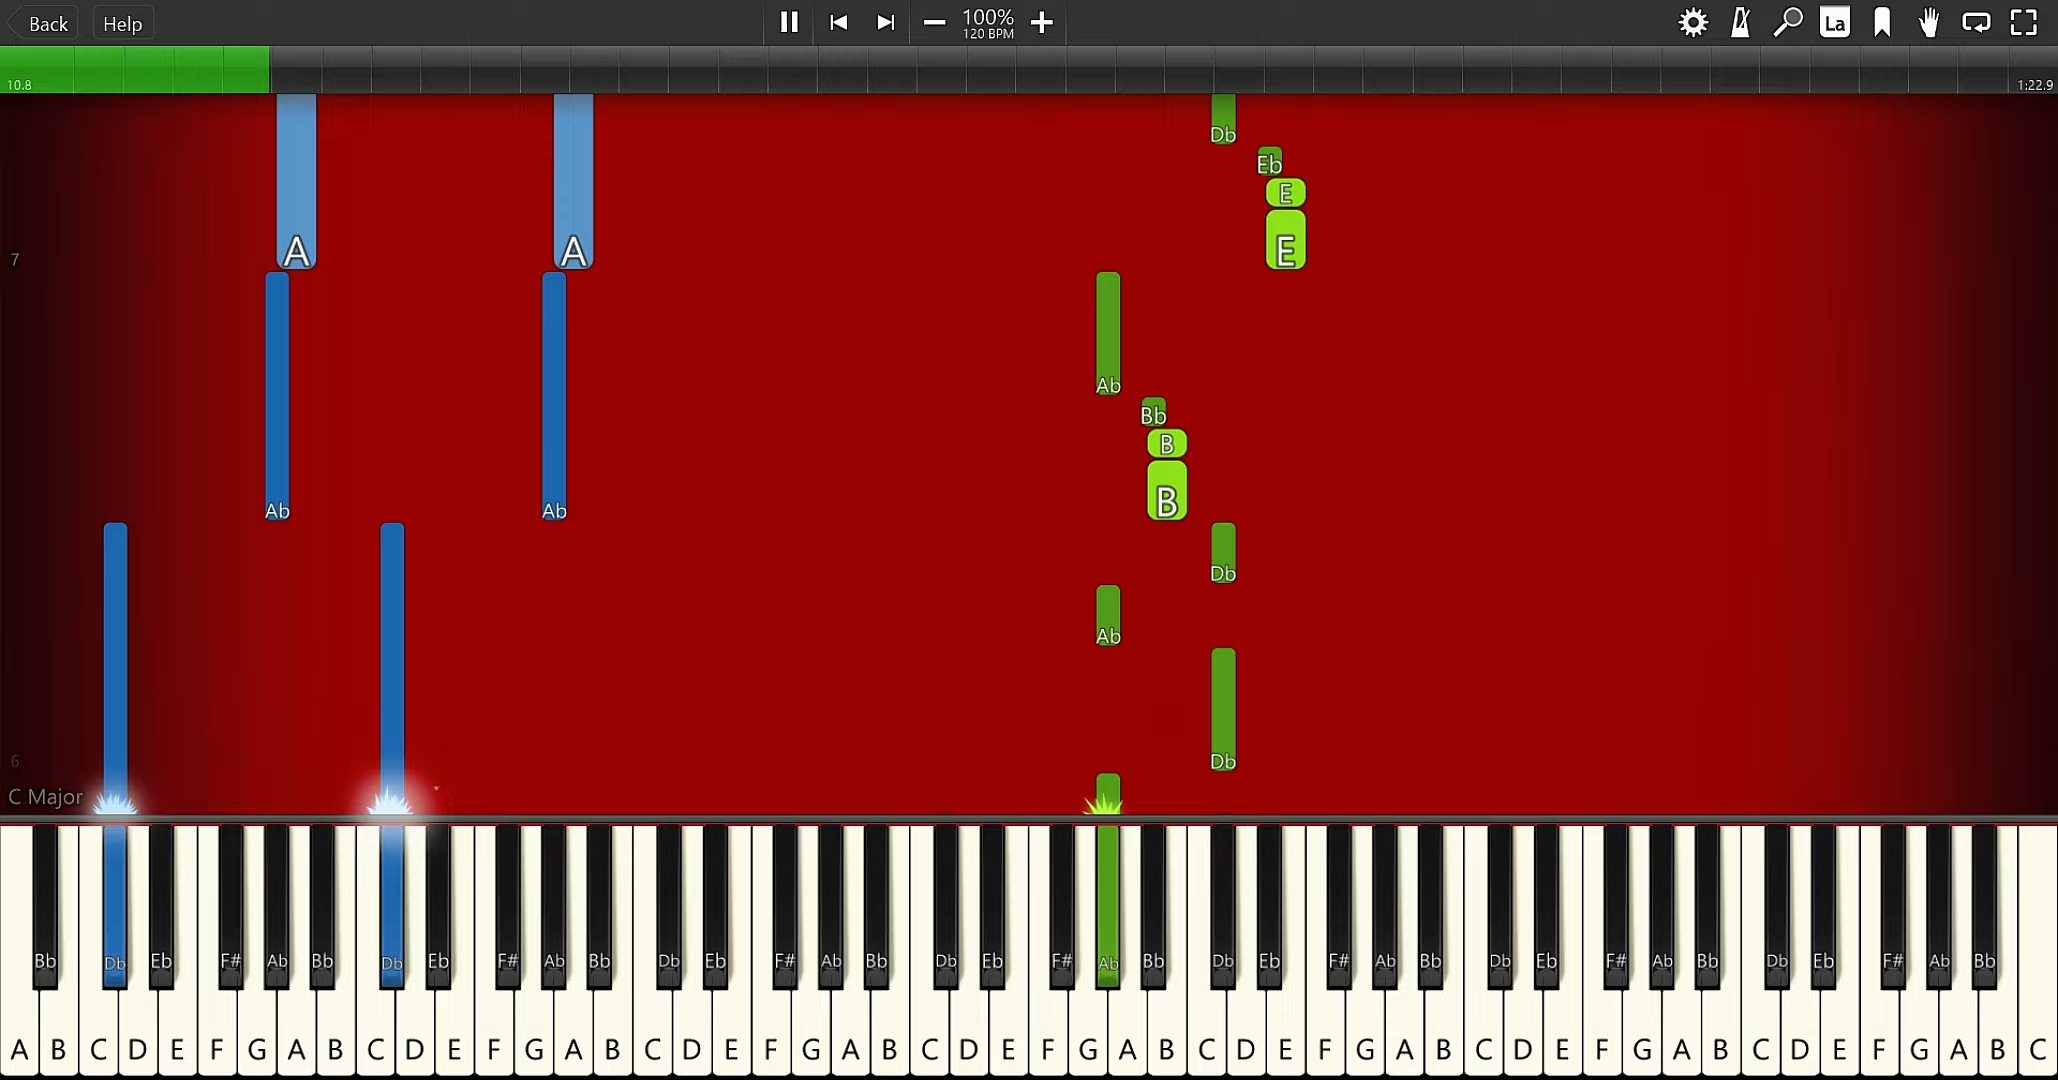 Back Help 100% La
120 BPM
10.8 1:22.9
Db
Eb
E
A A E
7
Ab
Bb
B
B
Ab Ab
Db
Ab
6 Db
C Major
Bb Db Eb F# Ab Bb Db Eb F# Ab Bb Db Eb F# Ab Bb Db Eb F# Ab Bb Db Eb F# Ab Bb Db Eb F# Ab Bb Db Eb F# Ab Bb
A B C D E F G A B C D E F G A B C D E F G A B C D E F G A B C D E F G A B C D E F G A B C D E F G A B C